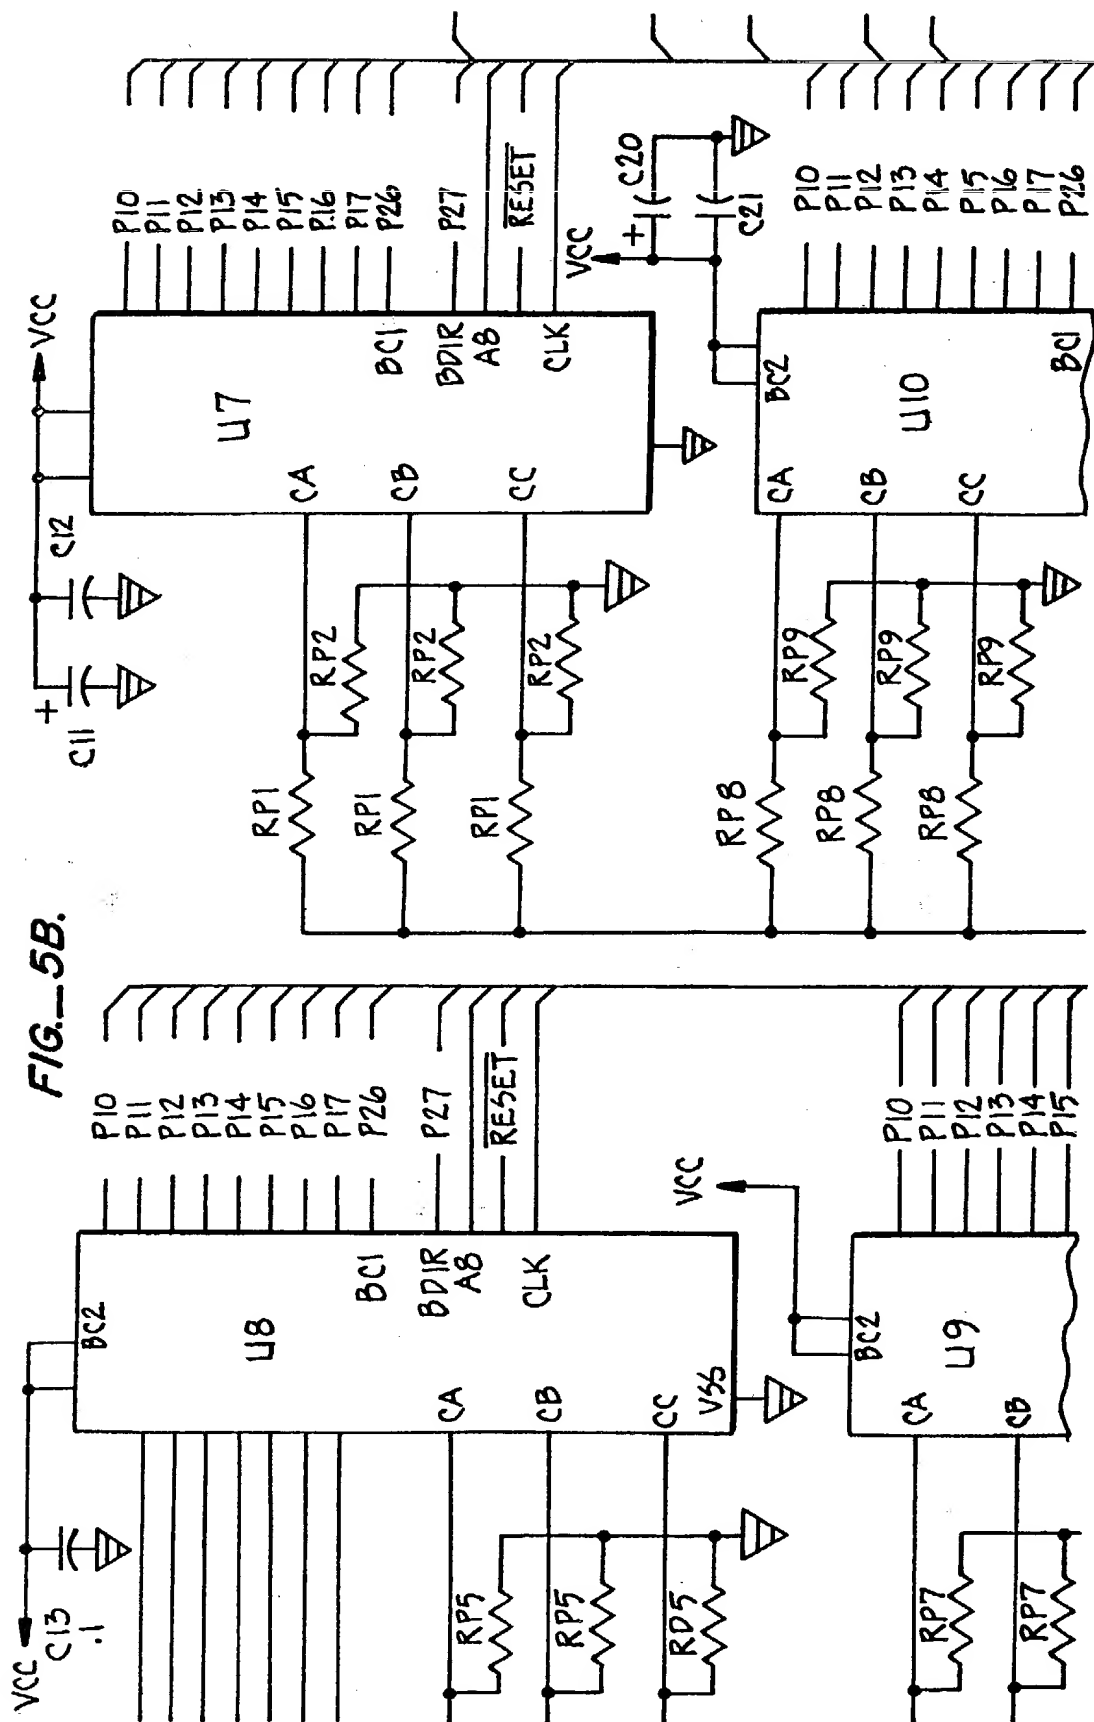 FIG._5B.
VCC
C12
+
C11
U7
CA
CB
CC
BC1
BDIR
A8
CLK
P10
P11
P12
P13
P14
P15
P16
P17
P26
P27
RESET
RP1
RP1
RP1
RP2
RP2
RP2
VCC
+
C20
C21
U10
BC2
CA
CB
CC
BC1
P10
P11
P12
P13
P14
P15
P16
P17
P26
RP8
RP8
RP8
RP9
RP9
RP9
VCC
C13
.1
U8
BC2
BC1
BDIR
A8
CLK
CA
CB
CC
VSS
P10
P11
P12
P13
P14
P15
P16
P17
P26
P27
RESET
RP5
RP5
RD5
VCC
U9
BC2
CA
CB
P10
P11
P12
P13
P14
P15
RP7
RP7